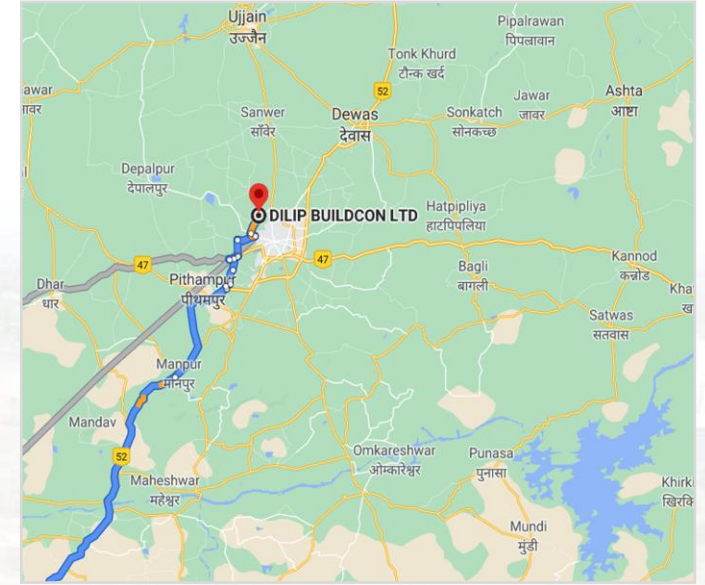 Ujjain
उज्जैन
Pipalrawan
पिपलावान
Tonk Khurd
टौन्क खुर्द
52
awar
ावर
Sanwer
साँवेर
Dewas
देवास
Sonkatch
सोनकच्छ
Jawar
जावर
Ashta
आष्टा
Depalpur
देपालपुर
DILIP BUILDCON LTD
Hatpipliya
हाटपिपलिया
47
47
Dhar
धार
Pithampur
पीथमपुर
Bagli
बागली
Kannod
कन्नोड
Kha
ख
Satwas
सतवास
Manpur
मानपुर
Mandav
52
Omkareshwar
ओम्कारेश्वर
Punasa
पुनासा
Maheshwar
महेश्वर
Khirki
खिरकि
Mundi
मुंडी